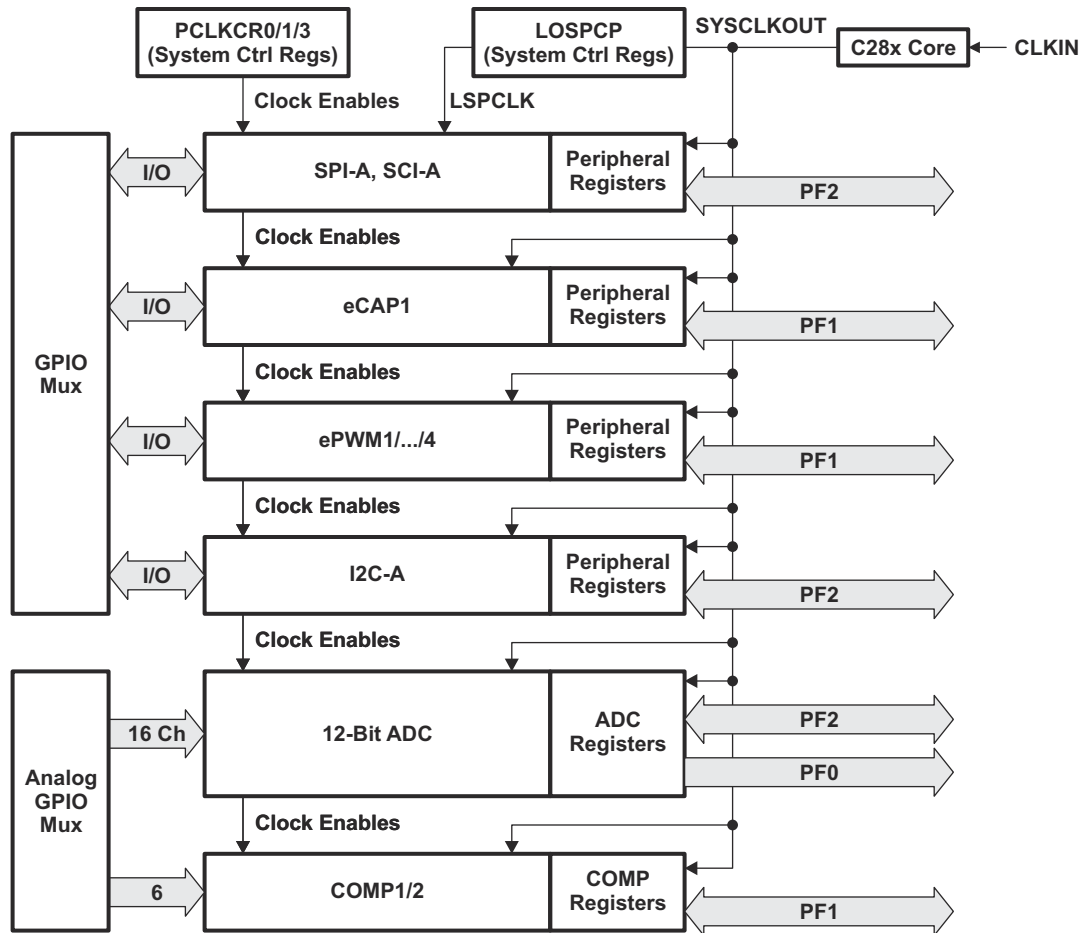 PCLKCR0/1/3
(System Ctrl Regs)
LOSPCP
(System Ctrl Regs)
SYSCLKOUT
C28x Core
CLKIN
Clock Enables
LSPCLK
I/O
SPI-A, SCI-A
Peripheral
Registers
PF2
Clock Enables
I/O
eCAP1
Peripheral
Registers
PF1
GPIO
Mux
Clock Enables
I/O
ePWM1/.../4
Peripheral
Registers
PF1
Clock Enables
I/O
I2C-A
Peripheral
Registers
PF2
Clock Enables
16 Ch
12-Bit ADC
ADC
Registers
PF2
PF0
Analog
GPIO
Mux
Clock Enables
6
COMP1/2
COMP
Registers
PF1